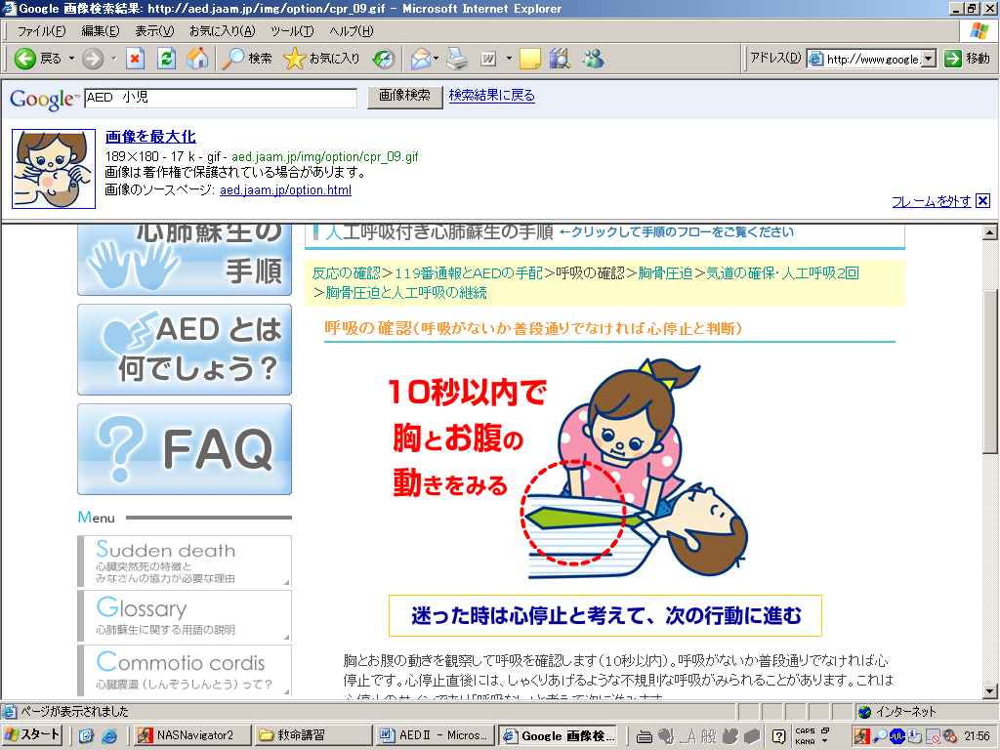 Google 画像検索結果: http://aed.jaam.jp/img/option/cpr_09.gif - Microsoft Internet Explorer
ファイル(F) 編集(E) 表示(V) お気に入り(A) ツール(T) ヘルプ(H)
戻る 検索 お気に入り アドレス(D) http://www.google. 移動
Google AED 小児 画像検索 検索結果に戻る
画像を最大化
189×180 - 17 k - gif - aed.jaam.jp/img/option/cpr_09.gif
画像は著作権で保護されている場合があります。
画像のソースページ: aed.jaam.jp/option.html
フレームを外す
心肺蘇生の
手順
人工呼吸付き心肺蘇生の手順 ←クリックして手順のフローをご覧ください
反応の確認＞119番通報とAEDの手配＞呼吸の確認＞胸骨圧迫＞気道の確保・人工呼吸2回
＞胸骨圧迫と人工呼吸の継続
呼吸の確認（呼吸がないか普段通りでなければ心停止と判断）
AEDとは
何でしょう？
10秒以内で
胸とお腹の
動きをみる
FAQ
Menu
Sudden death
心臓突然死の特徴と
みなさんの協力が必要な理由
Glossary
心肺蘇生に関する用語の説明
Commotio cordis
心臓震盪（しんぞうしんとう）って？
迷った時は心停止と考えて、次の行動に進む
胸とお腹の動きを観察して呼吸を確認します（10秒以内）。呼吸がないか普段通りでなければ心
停止です。心停止直後には、しゃくりあげるような不規則な呼吸がみられることがあります。これは
ページが表示されました インターネット
スタート NASNavigator2 救命講習 AEDⅡ - Micros... Google 画像検... A 般 CAPS KANA 21:56